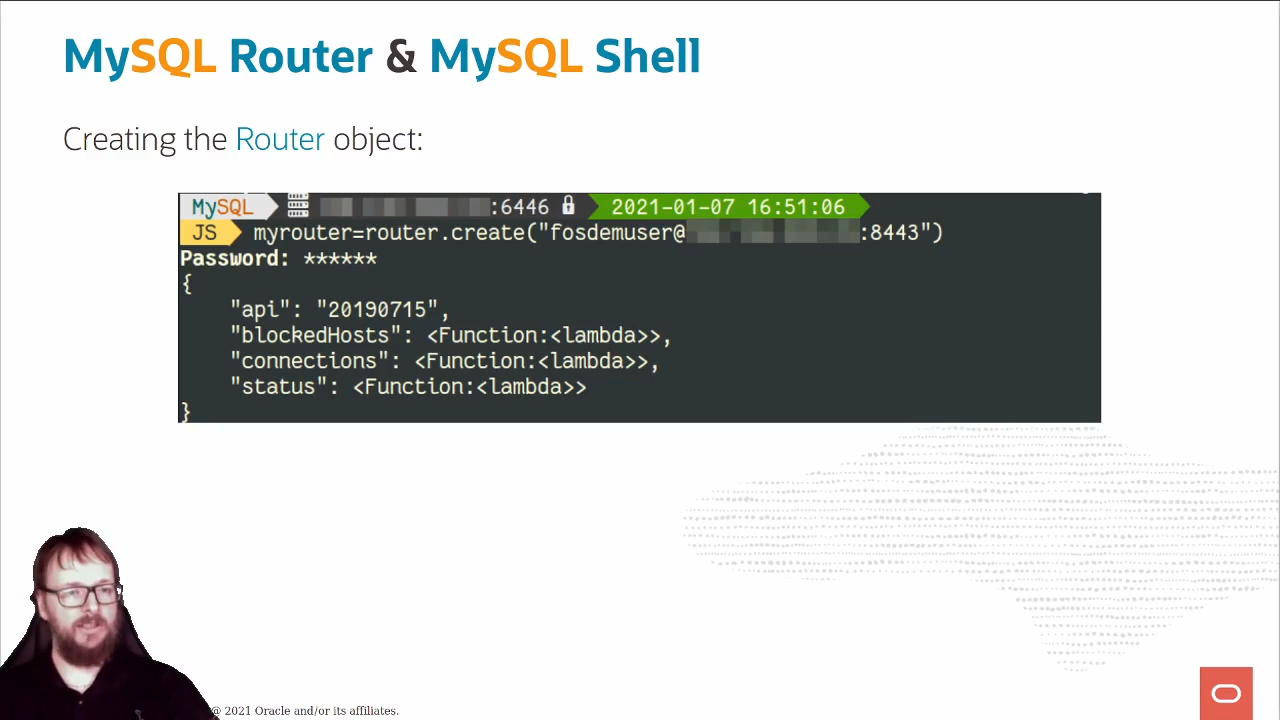 MySQL Router & MySQL Shell
Creating the Router object:
MySQL :6446 2021-01-07 16:51:06
JS myrouter=router.create("fosdemuser@ :8443")
Password: ******
{
"api": "20190715",
"blockedHosts": <Function:<lambda>>,
"connections": <Function:<lambda>>,
"status": <Function:<lambda>>
}
@ 2021 Oracle and/or its affiliates.